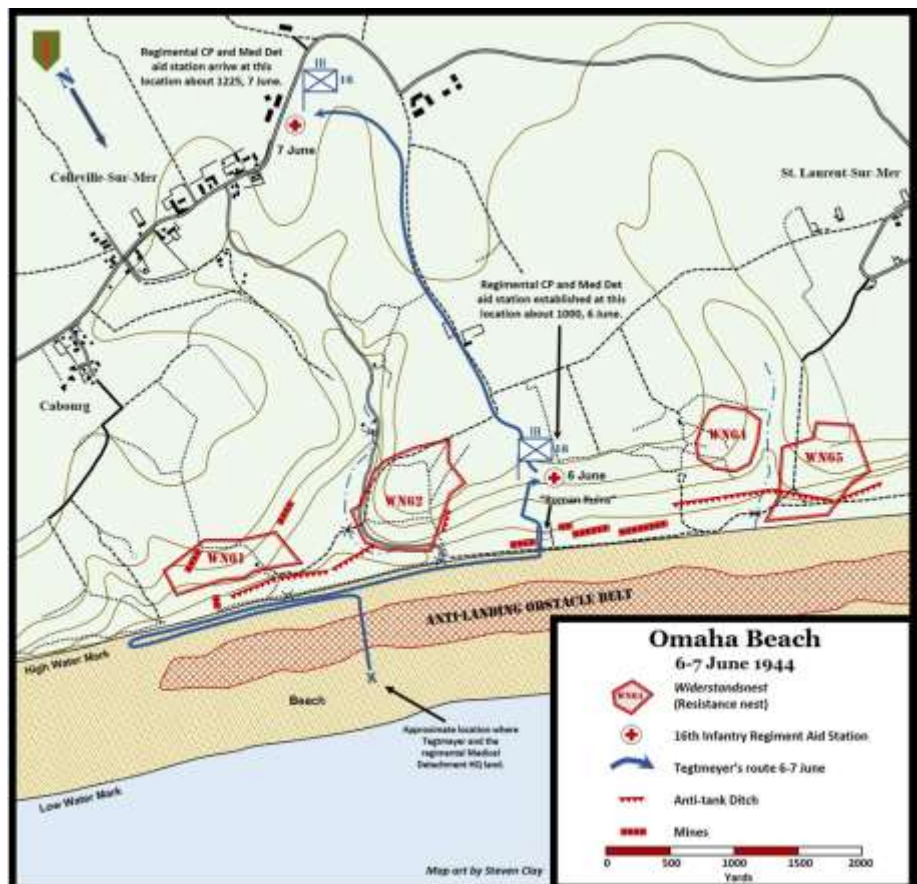 Regimental CP and Med Det
aid station arrive at this
location about 1225, 7 June.
III
16
N
7 June
Colleville-Sur-Mer
St. Laurent-Sur-Mer
Regimental CP and Med Det
aid station established at this
location about 1000, 6 June.
Cabourg
III
16
6 June
"Roman Ruins"
WN64
WN65
WN62
WN61
ANTI-LANDING OBSTACLE BELT
High Water Mark
Beach
Approximate location where
Tegtmeyer and the
regimental Medical
Detachment HQ land.
Low Water Mark
Map art by Steven Clay
Omaha Beach
6-7 June 1944
Widerstandsnest
(Resistance nest)
16th Infantry Regiment Aid Station
Tegtmeyer's route 6-7 June
Anti-tank Ditch
Mines
0 500 1000 1500 2000
Yards